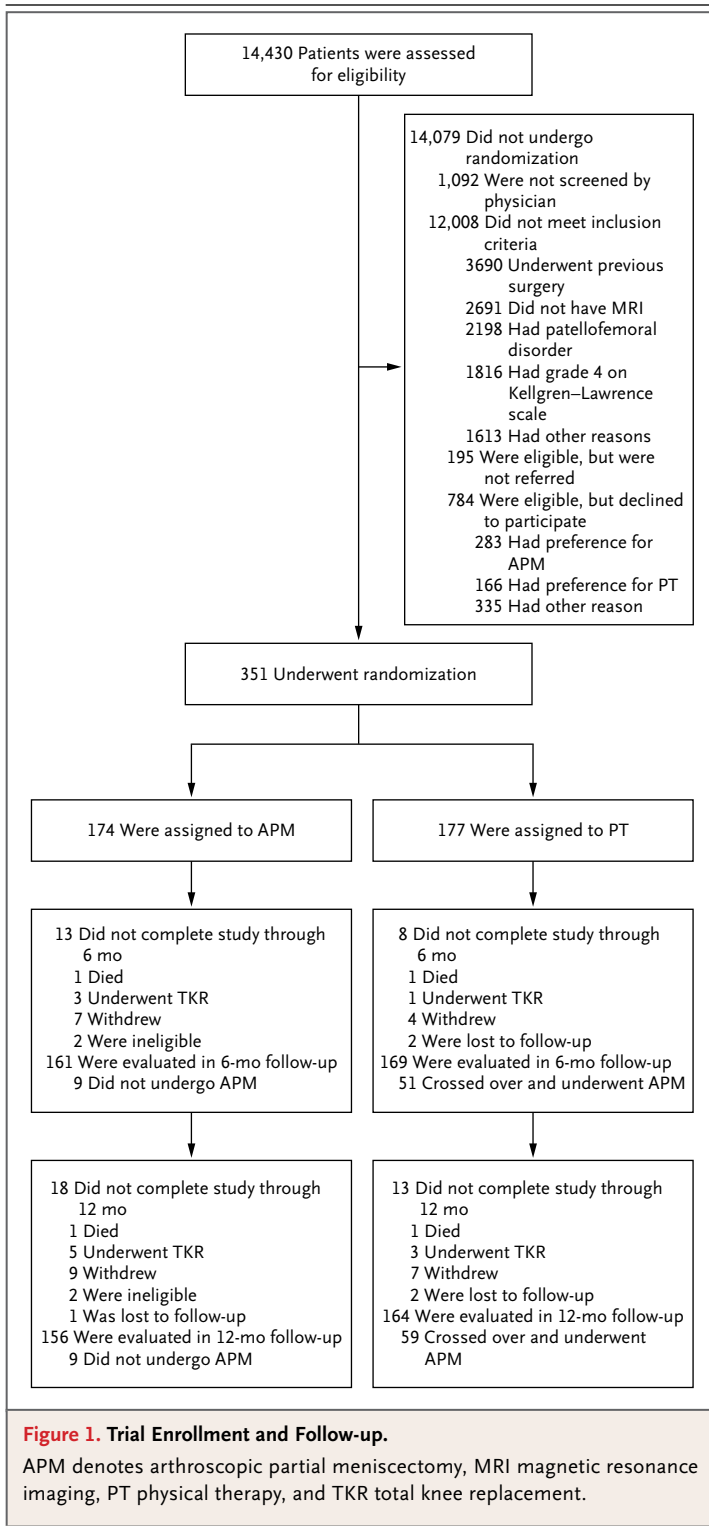 14,430 Patients were assessed
for eligibility
14,079 Did not undergo
randomization
1,092 Were not screened by
physician
12,008 Did not meet inclusion
criteria
3690 Underwent previous
surgery
2691 Did not have MRI
2198 Had patellofemoral
disorder
1816 Had grade 4 on
Kellgren–Lawrence
scale
1613 Had other reasons
195 Were eligible, but were
not referred
784 Were eligible, but declined
to participate
283 Had preference for
APM
166 Had preference for PT
335 Had other reason
351 Underwent randomization
174 Were assigned to APM
177 Were assigned to PT
13 Did not complete study through
6 mo
1 Died
3 Underwent TKR
7 Withdrew
2 Were ineligible
161 Were evaluated in 6-mo follow-up
9 Did not undergo APM
8 Did not complete study through
6 mo
1 Died
1 Underwent TKR
4 Withdrew
2 Were lost to follow-up
169 Were evaluated in 6-mo follow-up
51 Crossed over and underwent APM
18 Did not complete study through
12 mo
1 Died
5 Underwent TKR
9 Withdrew
2 Were ineligible
1 Was lost to follow-up
156 Were evaluated in 12-mo follow-up
9 Did not undergo APM
13 Did not complete study through
12 mo
1 Died
3 Underwent TKR
7 Withdrew
2 Were lost to follow-up
164 Were evaluated in 12-mo follow-up
59 Crossed over and underwent
APM
Figure 1. Trial Enrollment and Follow-up.
APM denotes arthroscopic partial meniscectomy, MRI magnetic resonance
imaging, PT physical therapy, and TKR total knee replacement.